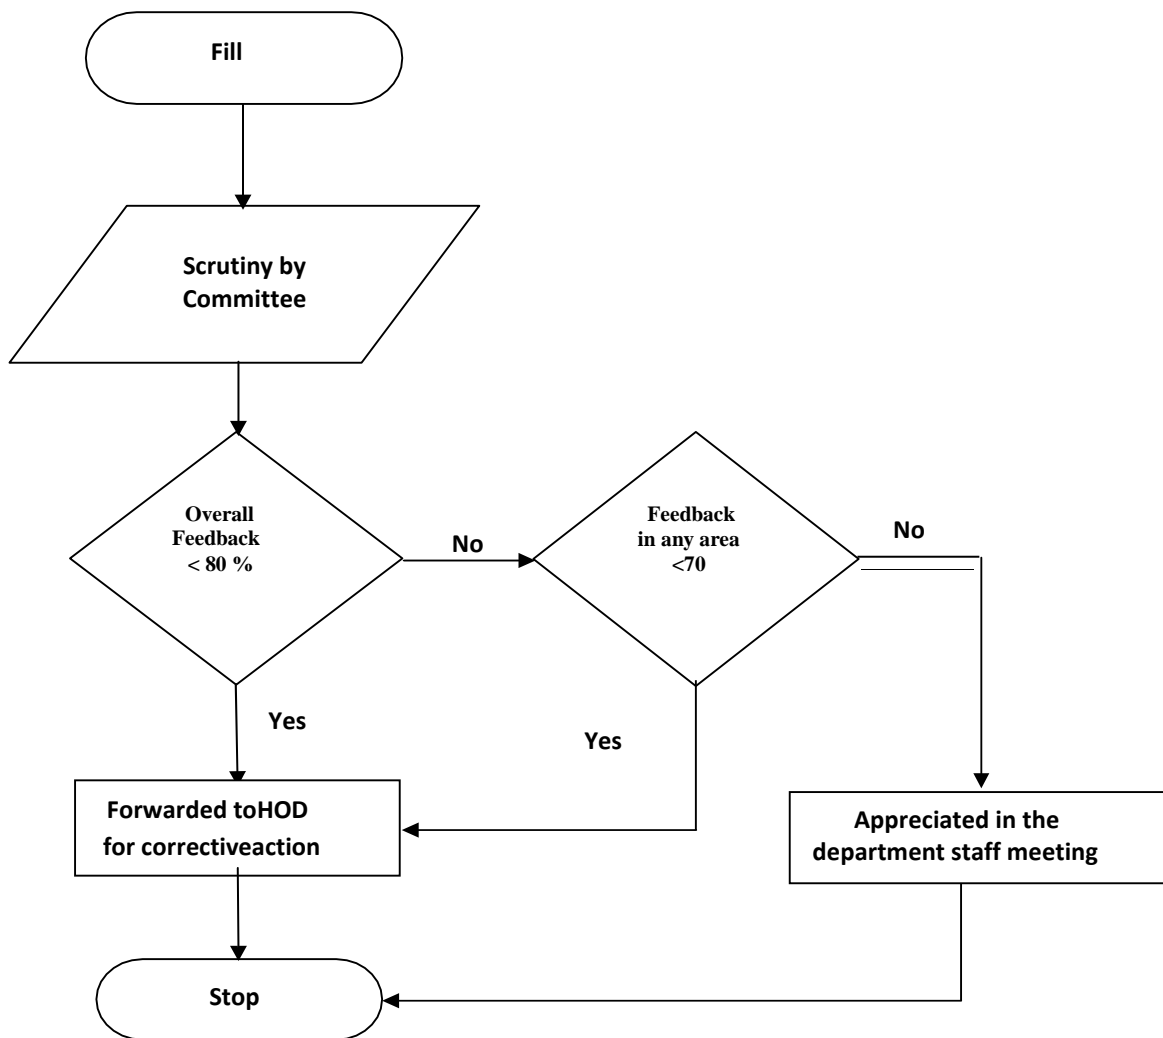 Fill
Scrutiny by
Committee
Overall
Feedback
< 80 %
No
Feedback
in any area
<70
No
Yes
Yes
Forwarded toHOD
for correctiveaction
Appreciated in the
department staff meeting
Stop